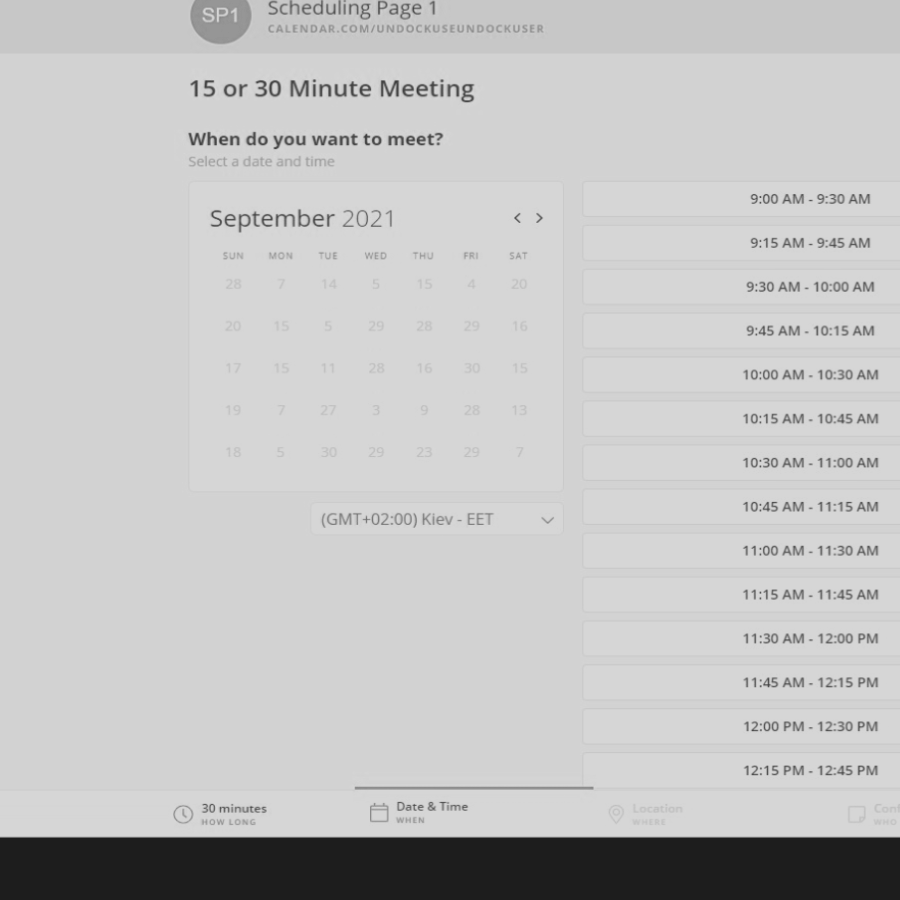 SP1
Scheduling Page 1
CALENDAR.COM/UNDOCKUSEUNDOCKUSER
15 or 30 Minute Meeting
When do you want to meet?
Select a date and time
September 2021
< >
SUN MON TUE WED THU FRI SAT
28 7 14 5 15 4 20
20 15 5 29 28 29 16
17 15 11 28 16 30 15
19 7 27 3 9 28 13
18 5 30 29 23 29 7
(GMT+02:00) Kiev - EET
9:00 AM - 9:30 AM
9:15 AM - 9:45 AM
9:30 AM - 10:00 AM
9:45 AM - 10:15 AM
10:00 AM - 10:30 AM
10:15 AM - 10:45 AM
10:30 AM - 11:00 AM
10:45 AM - 11:15 AM
11:00 AM - 11:30 AM
11:15 AM - 11:45 AM
11:30 AM - 12:00 PM
11:45 AM - 12:15 PM
12:00 PM - 12:30 PM
12:15 PM - 12:45 PM
30 minutes
HOW LONG
Date & Time
WHEN
Location
WHERE
WHO